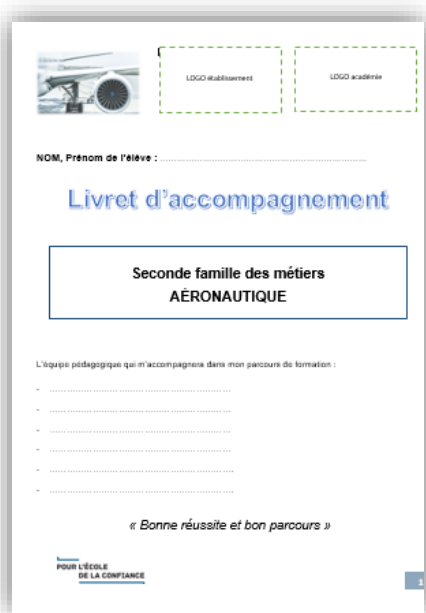 LOGO établissement
LOGO académie
NOM, Prénom de l'élève : ................................................................
Livret d'accompagnement
Seconde famille des métiers
AÉRONAUTIQUE
L'équipe pédagogique qui m'accompagnera dans mon parcours de formation :
- ............................................................
- ............................................................
- ............................................................
- ............................................................
- ............................................................
- ............................................................
« Bonne réussite et bon parcours »
POUR L'ÉCOLE
DE LA CONFIANCE
1